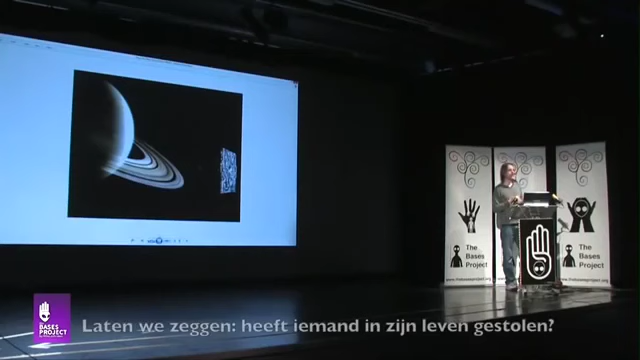 The
Bases
Project
The
Bases
Project
BASES
PROJECT
Laten we zeggen: heeft iemand in zijn leven gestolen?